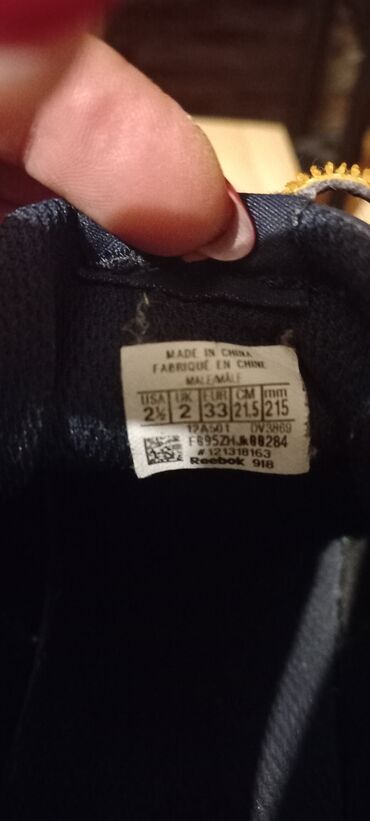 MADE IN CHINA
FABRIQUÉ EN CHINE
MALE/MÂLE
USA UK EUR CM mm
2½ 2 33 21.5 215
12A501 DV3869
#121318163
Reebok 918